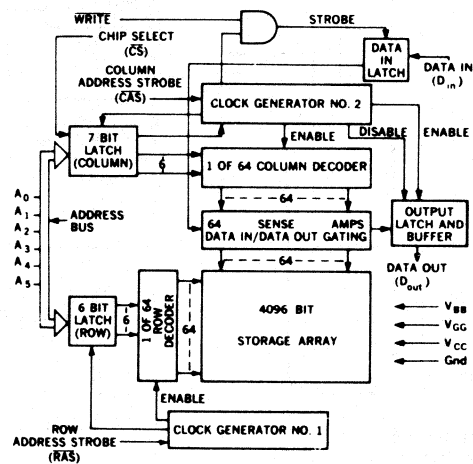 WRITE
STROBE
CHIP SELECT
(CS)
DATA
IN
LATCH
DATA IN
(Din)
COLUMN
ADDRESS STROBE
(CAS)
CLOCK GENERATOR NO. 2
ENABLE
DISABLE
ENABLE
7 BIT
LATCH
(COLUMN)
6
1 OF 64 COLUMN DECODER
64
A0
A1
A2
A3
A4
A5
ADDRESS
BUS
64 SENSE AMPS
DATA IN/DATA OUT GATING
OUTPUT
LATCH AND
BUFFER
64
DATA OUT
(Dout)
6 BIT
LATCH
(ROW)
6
1 OF 64
ROW
DECODER
64
4096 BIT
STORAGE ARRAY
VBB
VGG
VCC
Gnd
ENABLE
ROW
ADDRESS STROBE
(RAS)
CLOCK GENERATOR NO. 1